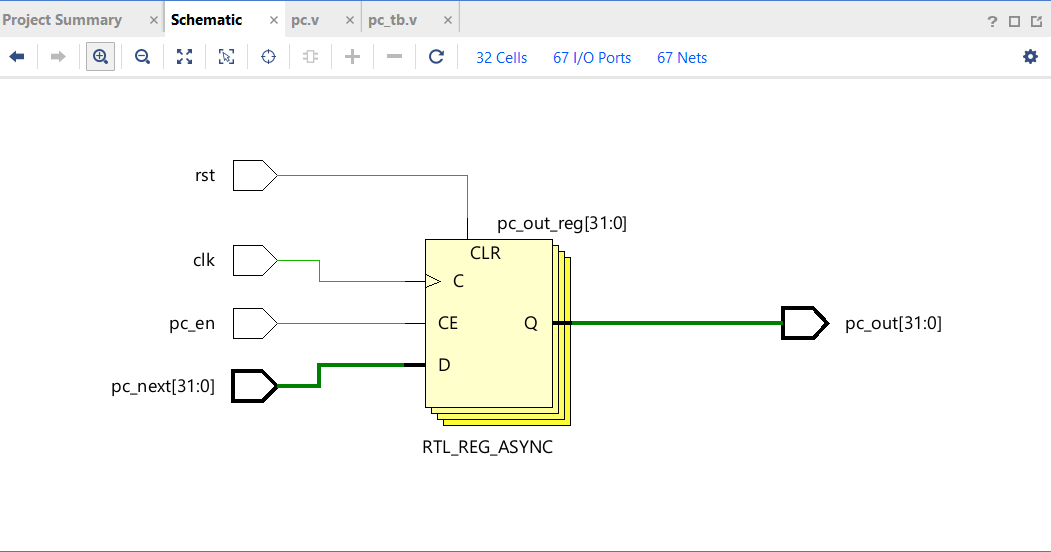 Project Summary × Schematic × pc.v × pc_tb.v × ?
32 Cells 67 I/O Ports 67 Nets
rst
pc_out_reg[31:0]
CLR
clk
C
pc_en
CE
Q
pc_out[31:0]
D
pc_next[31:0]
RTL_REG_ASYNC